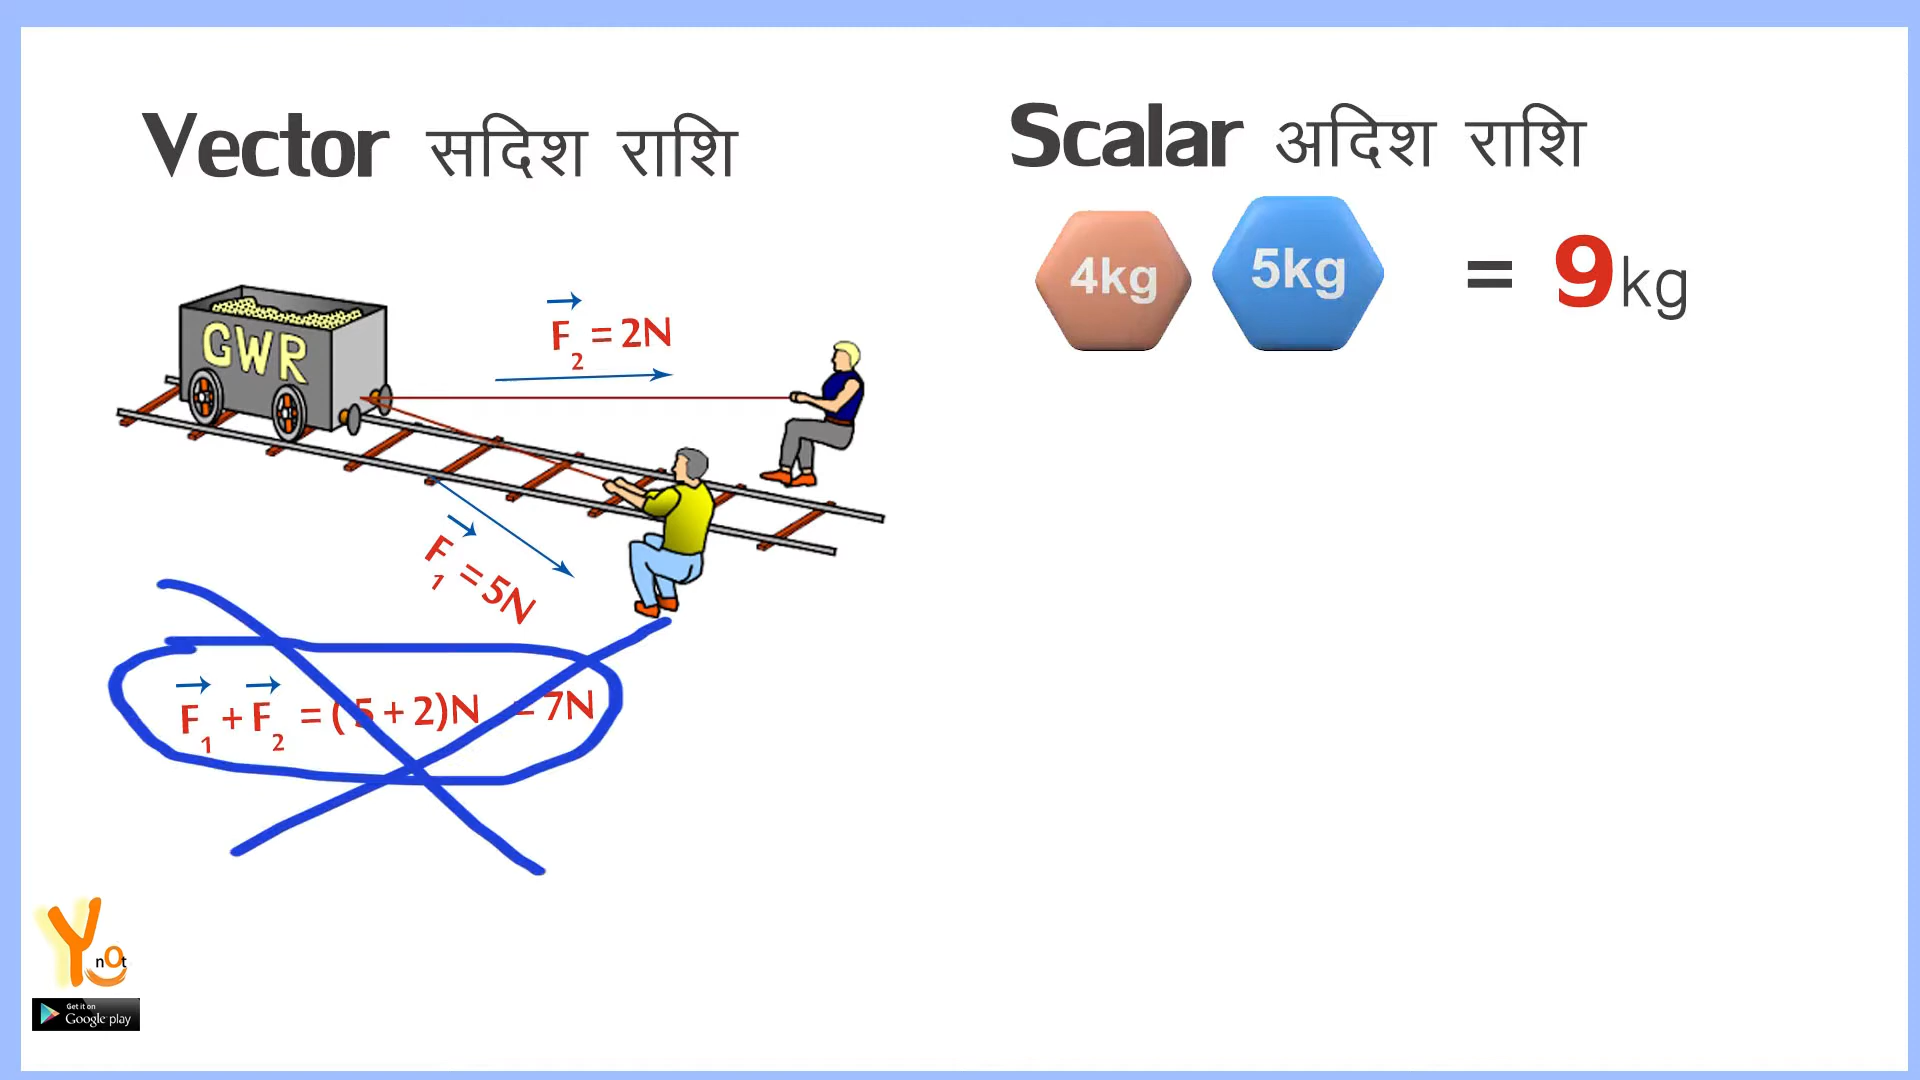 Vector सदिश राशि
Scalar अदिश राशि
4kg 5kg = 9kg
GWR
F2 = 2N
F1 = 5N
F1 + F2 = (5+2)N = 7N
Y nOt
Get it on
Google play